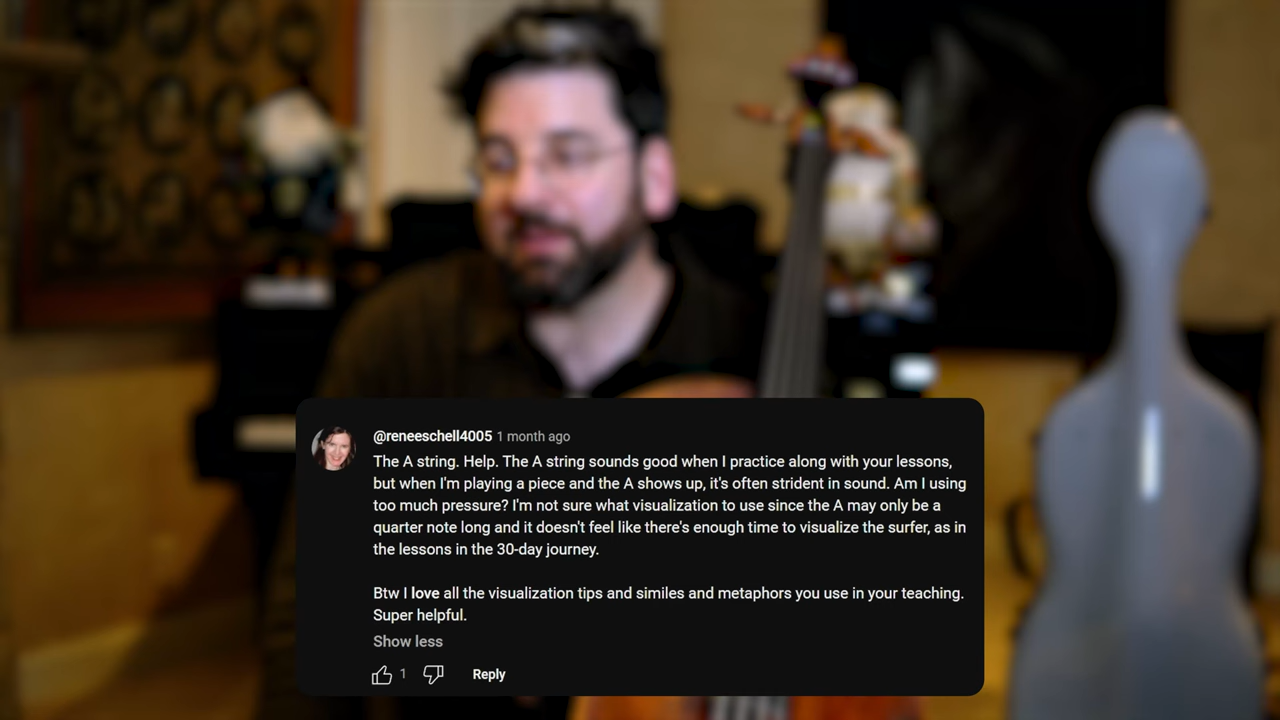 @reneeschell4005 1 month ago
The A string. Help. The A string sounds good when I practice along with your lessons,
but when I'm playing a piece and the A shows up, it's often strident in sound. Am I using
too much pressure? I'm not sure what visualization to use since the A may only be a
quarter note long and it doesn't feel like there's enough time to visualize the surfer, as in
the lessons in the 30-day journey.
Btw I love all the visualization tips and similes and metaphors you use in your teaching.
Super helpful.
Show less
1 Reply